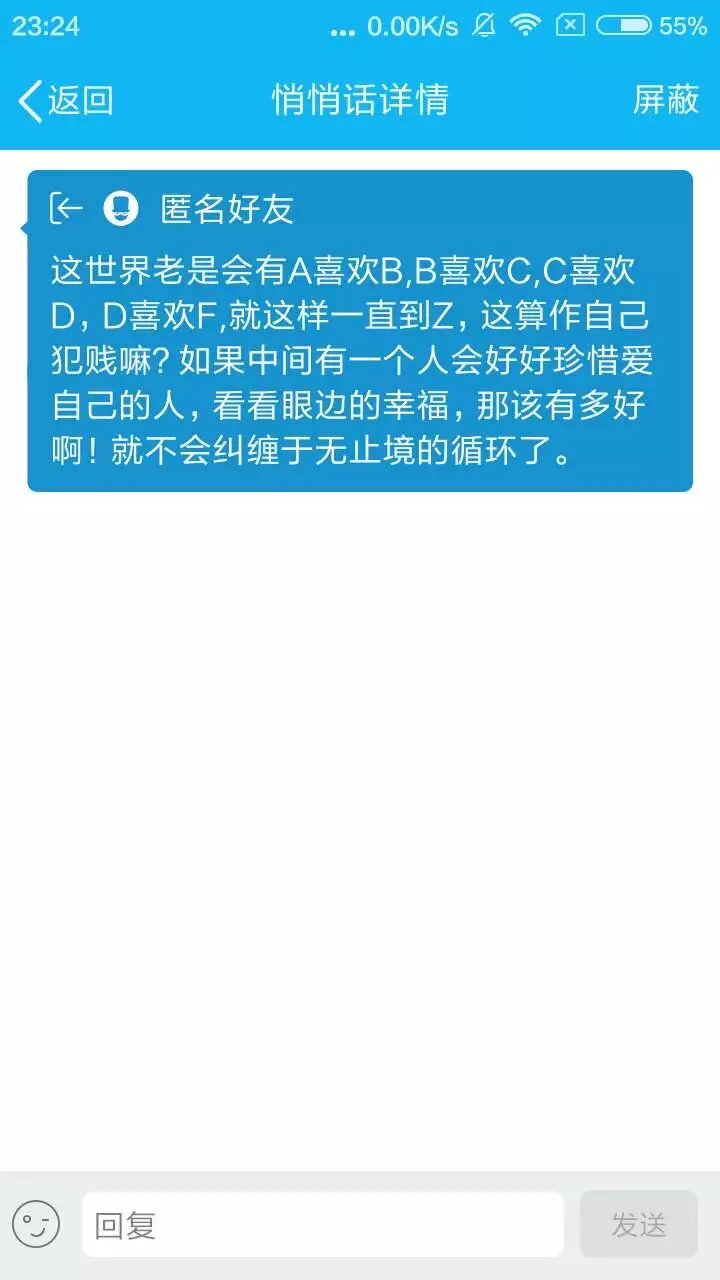 23:24 ... 0.00K/s 55%
返回 悄悄话详情 屏蔽
匿名好友
这世界老是会有A喜欢B,B喜欢C,C喜欢
D，D喜欢F,就这样一直到Z，这算作自己
犯贱嘛？如果中间有一个人会好好珍惜爱
自己的人，看看眼边的幸福，那该有多好
啊！就不会纠缠于无止境的循环了。
回复 发送